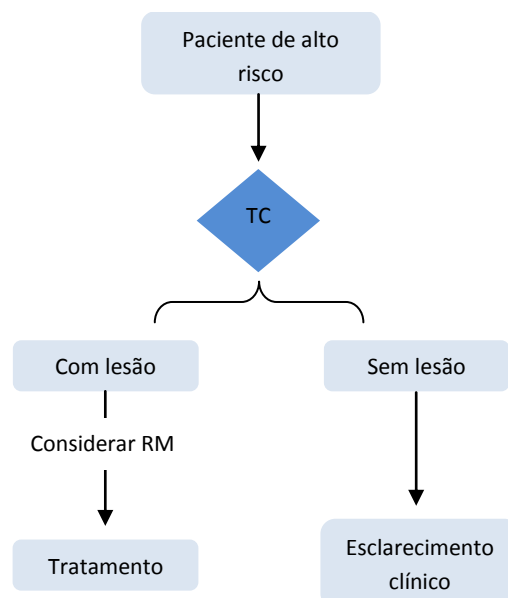 Paciente de alto
risco
TC
Com lesão
Sem lesão
Considerar RM
Tratamento
Esclarecimento
clínico